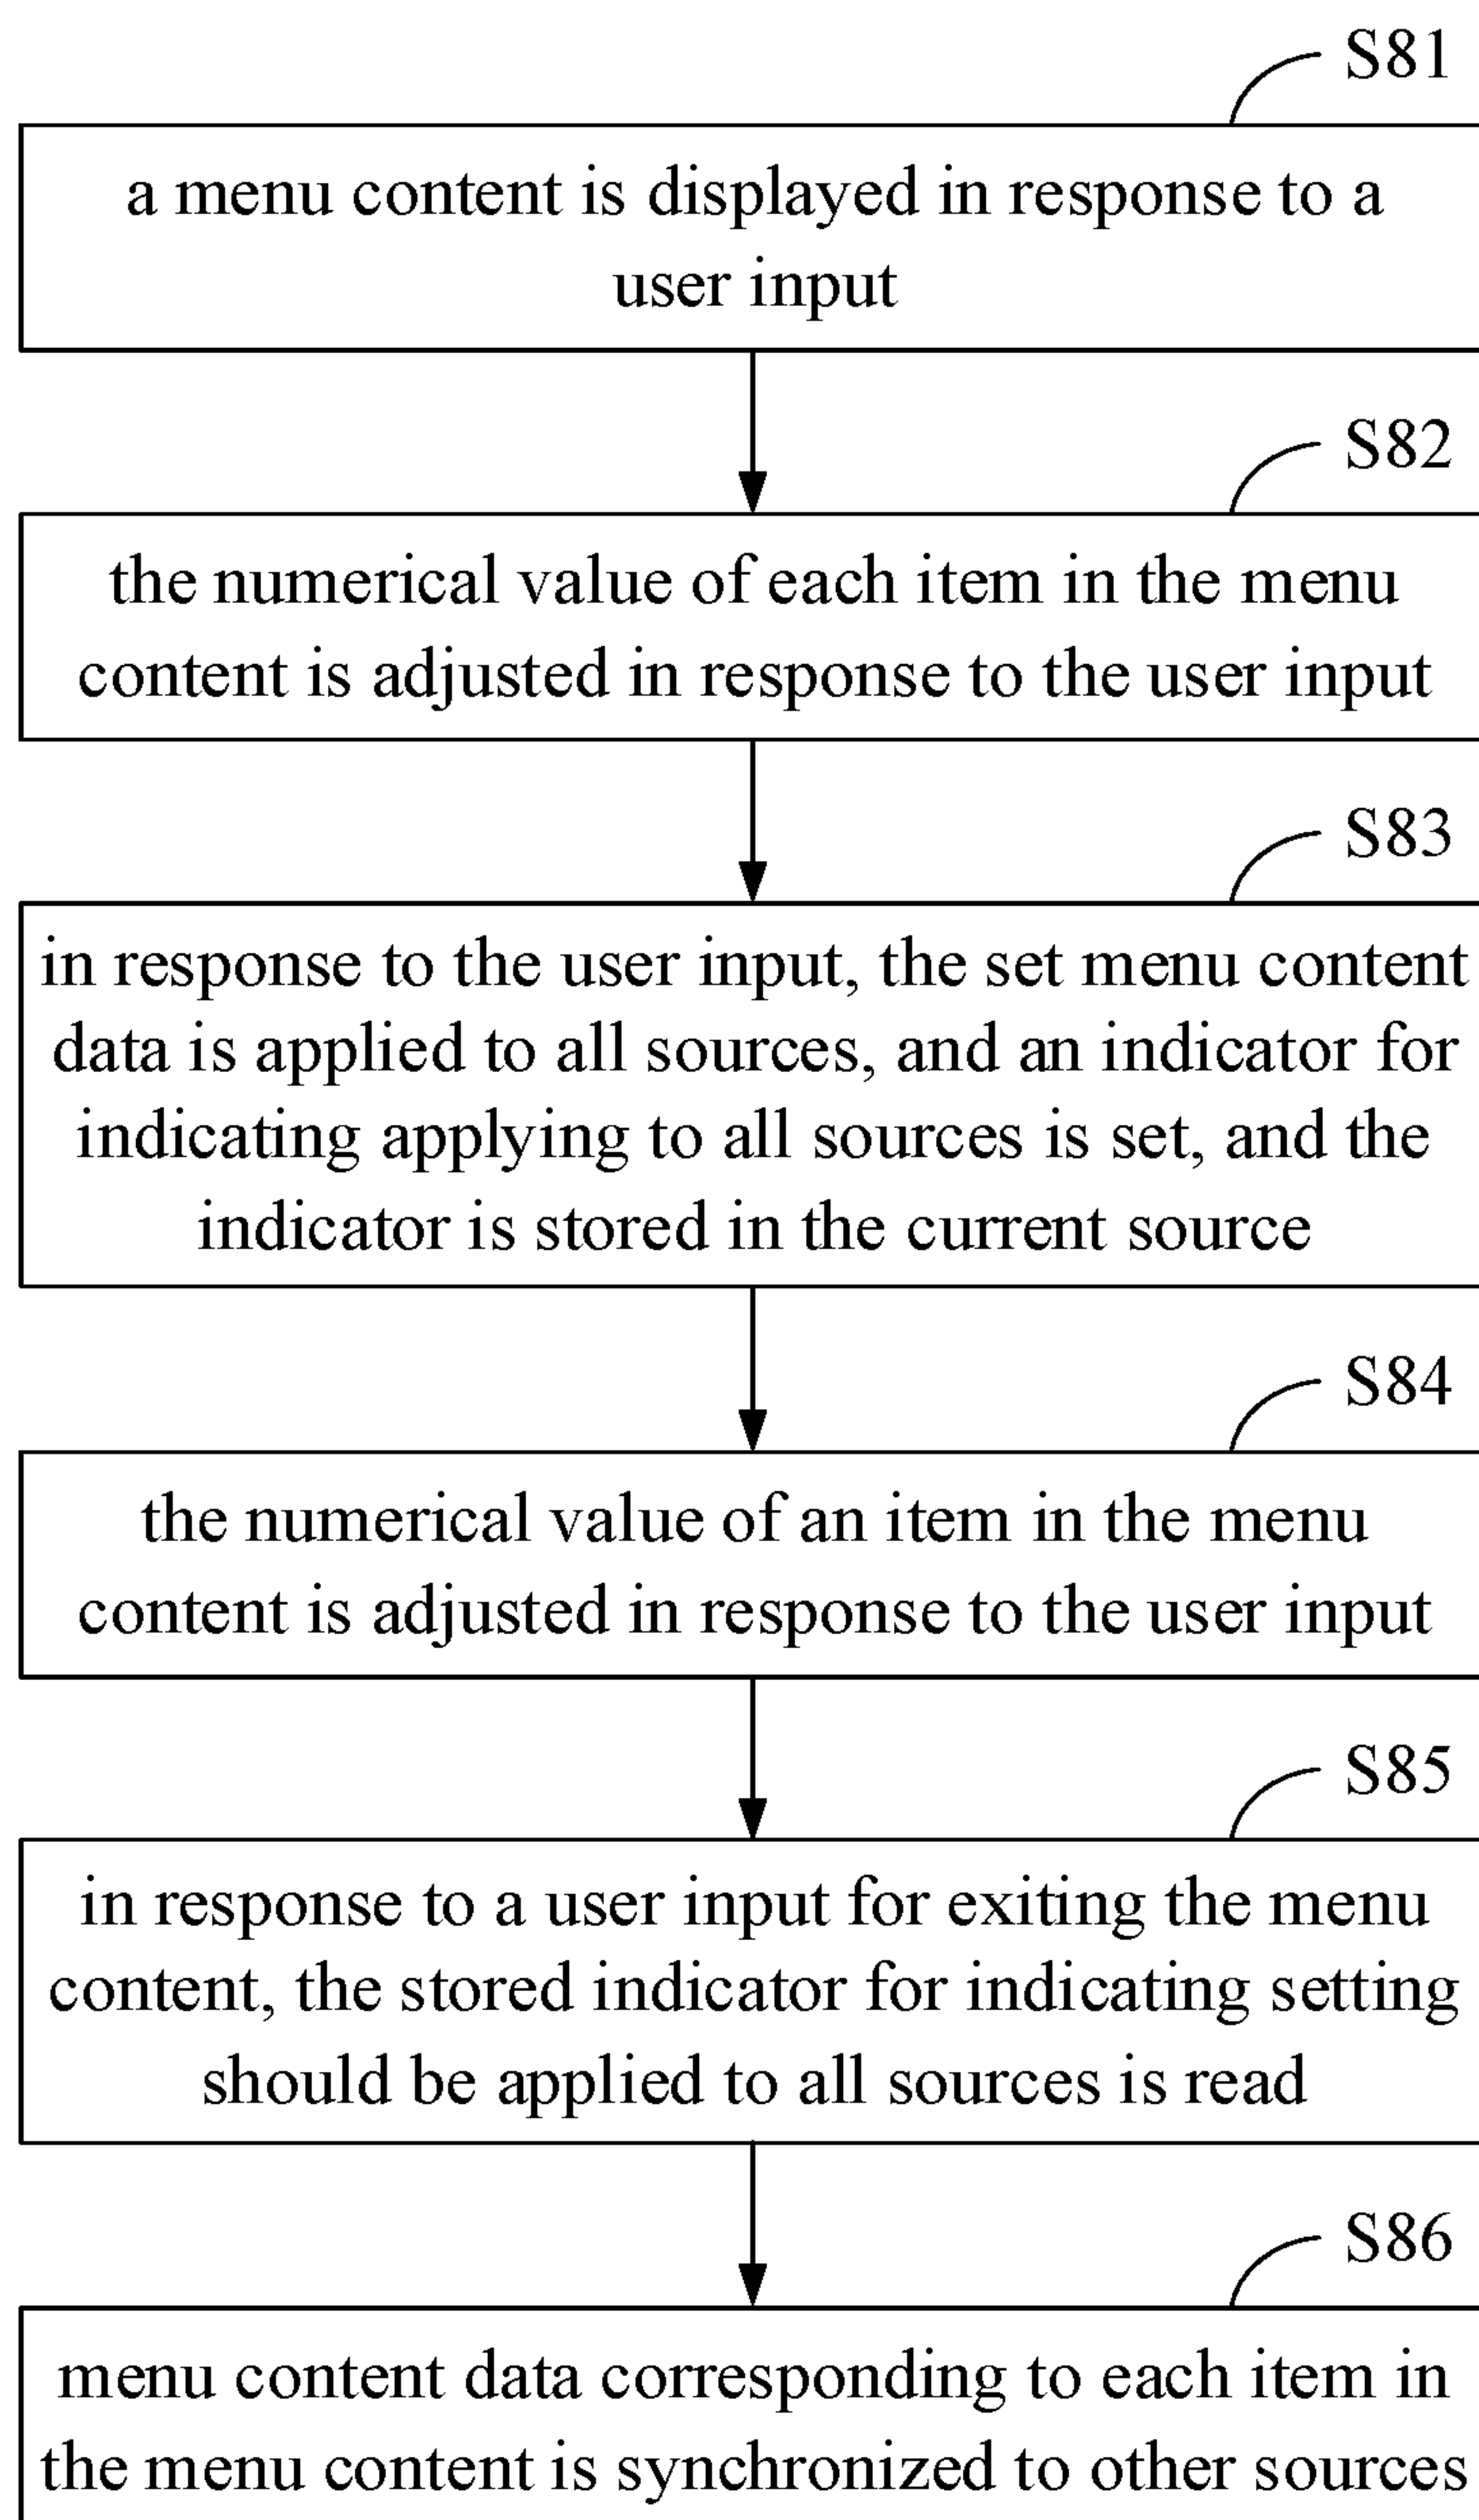 S81
a menu content is displayed in response to a
user input
S82
the numerical value of each item in the menu
content is adjusted in response to the user input
S83
in response to the user input, the set menu content
data is applied to all sources, and an indicator for
indicating applying to all sources is set, and the
indicator is stored in the current source
S84
the numerical value of an item in the menu
content is adjusted in response to the user input
S85
in response to a user input for exiting the menu
content, the stored indicator for indicating setting
should be applied to all sources is read
S86
menu content data corresponding to each item in
the menu content is synchronized to other sources